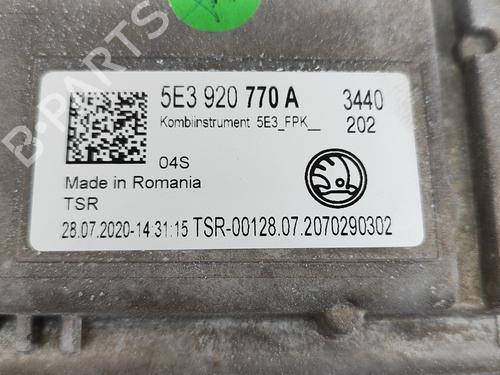 5E3 920 770 A 3440
Kombiinstrument 5E3_FPK__ 202
04S
Made in Romania
TSR
28.07.2020-14:31:15 TSR-00128.07.2070290302
B-PARTS